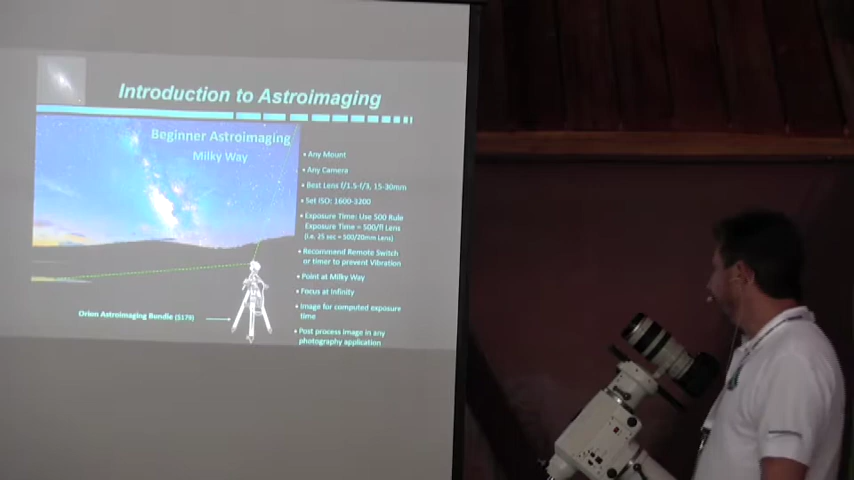 Introduction to Astroimaging
Beginner Astroimaging
Milky Way
• Any Mount
• Any Camera
• Best Lens f/1.5-f/3, 15-30mm
• Set ISO: 1600-3200
• Exposure Time: Use 500 Rule
Exposure Time = 500/fl Lens
(i.e. 25 sec = 500/20mm Lens)
• Recommend Remote Switch
or timer to prevent Vibration
• Point at Milky Way
• Focus at Infinity
• Image for computed exposure
time
• Post process image in any
photography application
Orion Astroimaging Bundle ($179)